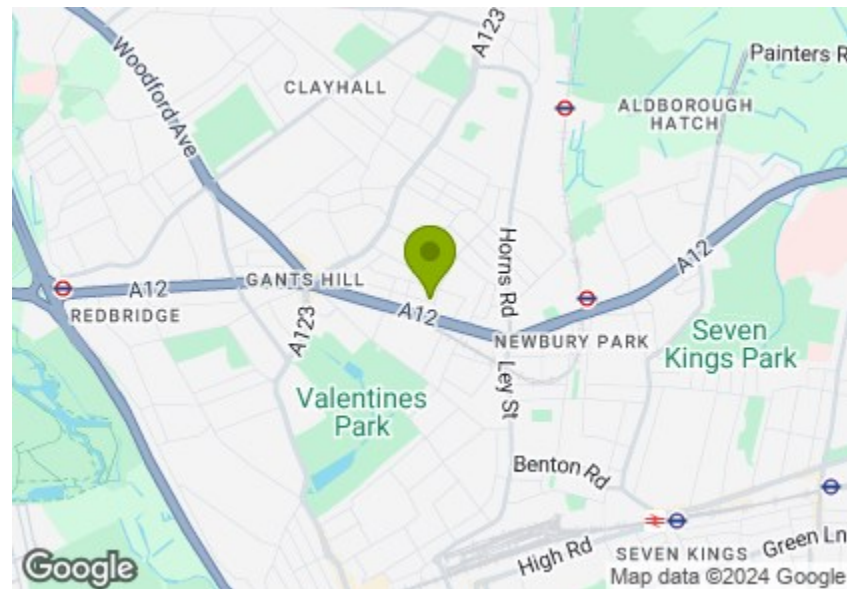 A123
Painters R
Woodford Ave
CLAYHALL
ALDBOROUGH
HATCH
Horns Rd
A12
GANTS HILL
A12
REDBRIDGE
A12
A123
NEWBURY PARK
Seven
Kings Park
Ley St
Valentines
Park
Benton Rd
High Rd
SEVEN KINGS
Green Ln
Google
Map data ©2024 Google